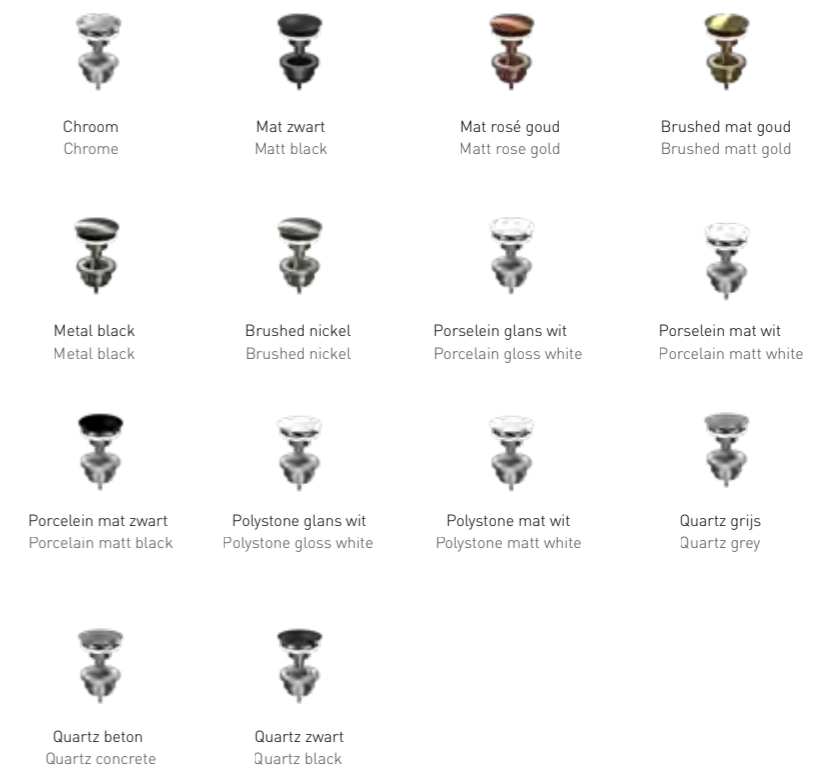 Chroom
Chrome
Mat zwart
Matt black
Mat rosé goud
Matt rose gold
Brushed mat goud
Brushed matt gold
Metal black
Metal black
Brushed nickel
Brushed nickel
Porselein glans wit
Porcelain gloss white
Porselein mat wit
Porcelain matt white
Porcelein mat zwart
Porcelain matt black
Polystone glans wit
Polystone gloss white
Polystone mat wit
Polystone matt white
Quartz grijs
Quartz grey
Quartz beton
Quartz concrete
Quartz zwart
Quartz black